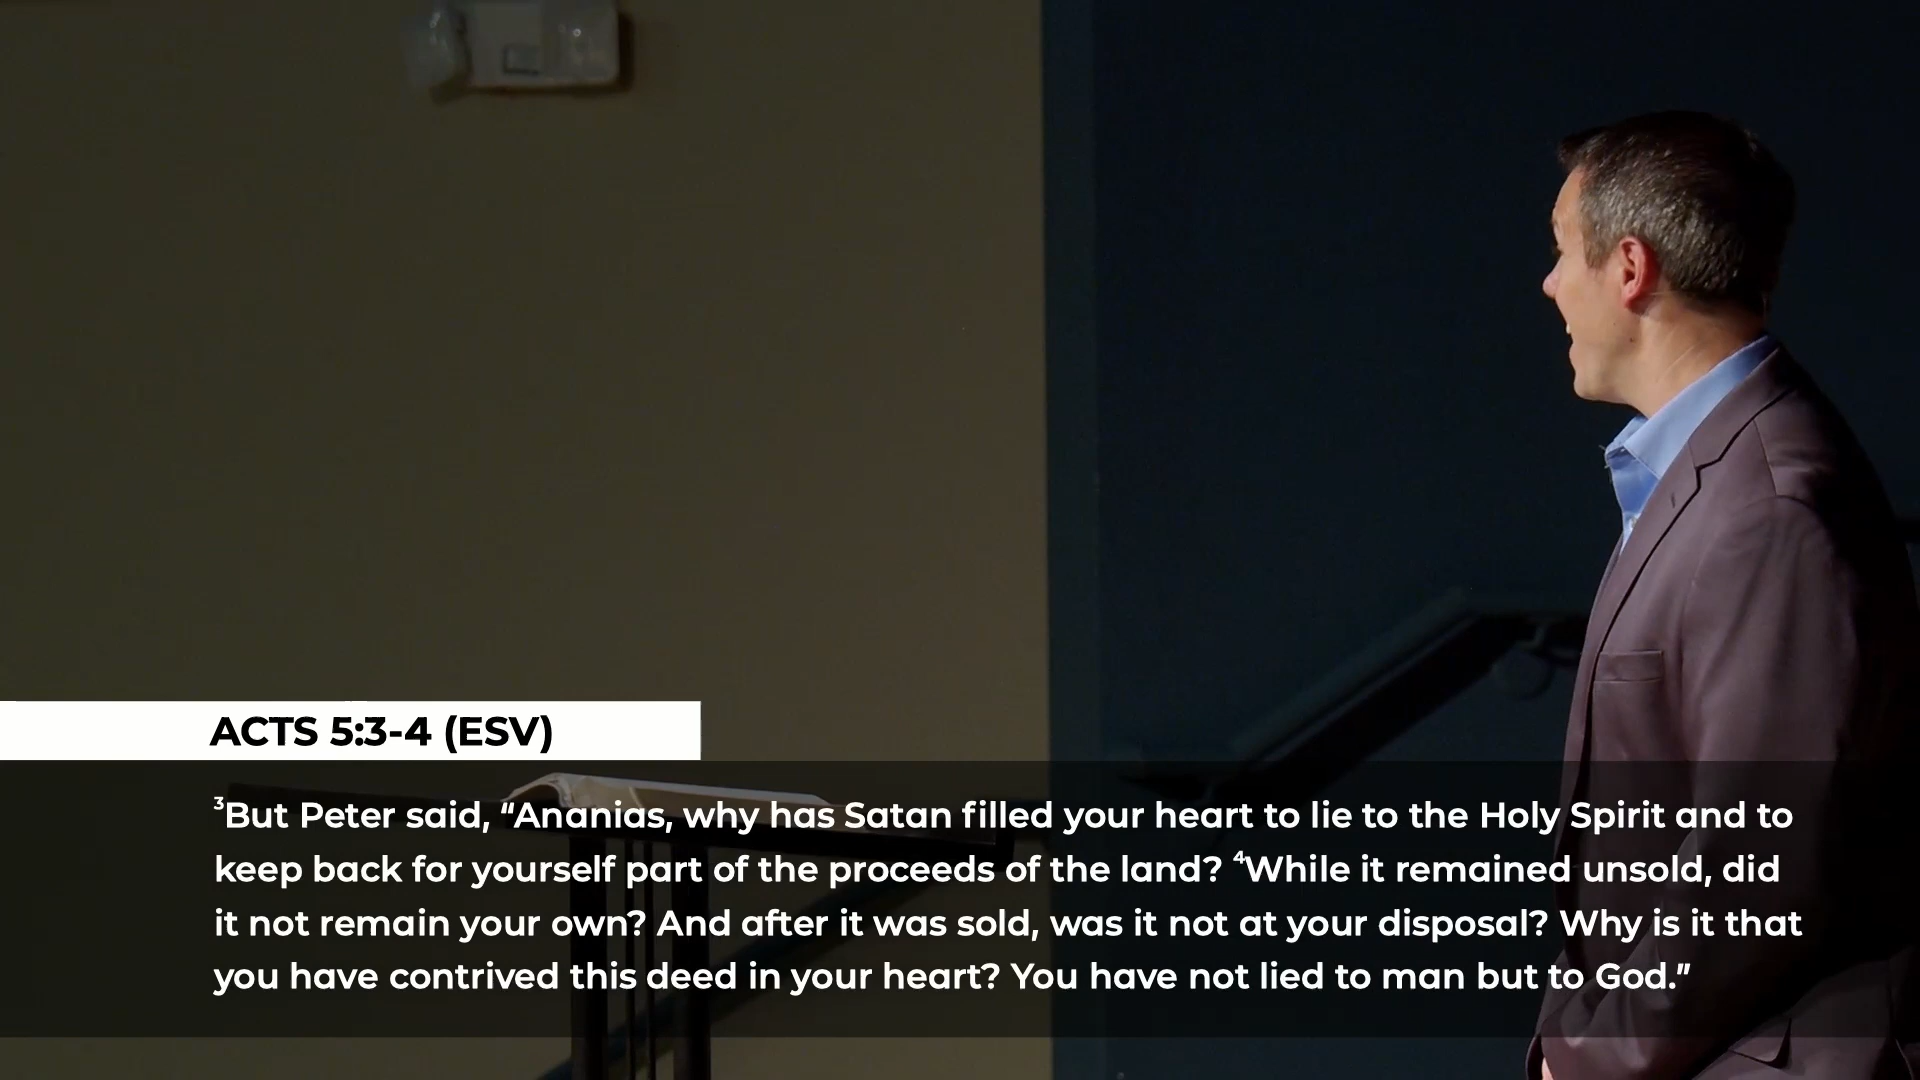 ACTS 5:3-4 (ESV)
³But Peter said, “Ananias, why has Satan filled your heart to lie to the Holy Spirit and to
keep back for yourself part of the proceeds of the land? ⁴While it remained unsold, did
it not remain your own? And after it was sold, was it not at your disposal? Why is it that
you have contrived this deed in your heart? You have not lied to man but to God.”